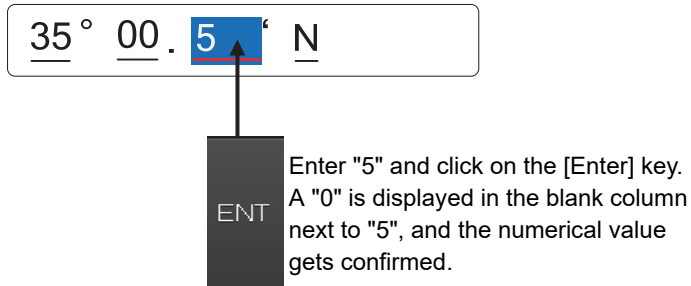 35° 00. 5 ‘ N
ENT
Enter "5" and click on the [Enter] key.
A "0" is displayed in the blank column
next to "5", and the numerical value
gets confirmed.